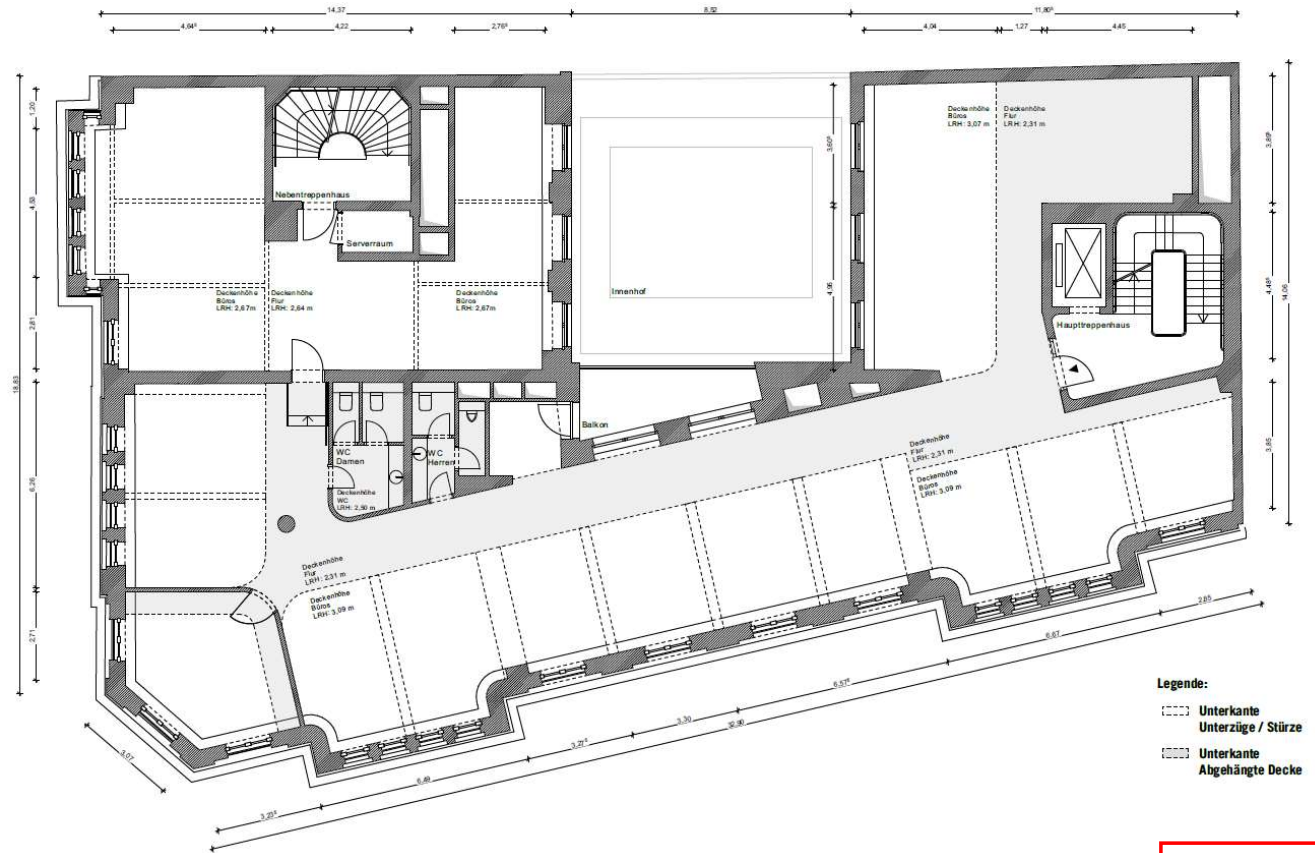 14,37
8,52
11,80⁵
4,64⁵
4,22
2,76⁵
4,04
1,27
4,45
18,83
1,20
4,53
2,81
6,26
2,71
Nebentreppenhaus
Serverraum
Deckenhöhe
Büros
LRH: 2,67m
Deckenhöhe
Flur
LRH: 2,64 m
Deckenhöhe
Büros
LRH: 2,67m
Innenhof
3,60⁵
4,95
Deckenhöhe
Büros
LRH: 3,07 m
Deckenhöhe
Flur
LRH: 2,31 m
Haupttreppenhaus
4,48⁵
14,06
3,85
Balkon
WC
Damen
WC
Herren
Deckenhöhe
WC
LRH: 2,50 m
Deckenhöhe
Flur
LRH: 2,31 m
Deckenhöhe
Büros
LRH: 3,09 m
Deckenhöhe
Flur
LRH: 2,31 m
Deckenhöhe
Büros
LRH: 3,09 m
3,07
3,23⁵
6,49
3,27⁵
3,30
32,90
6,57⁵
6,67
2,85
Legende:
Unterkante
Unterzüge / Stürze
Unterkante
Abgehängte Decke